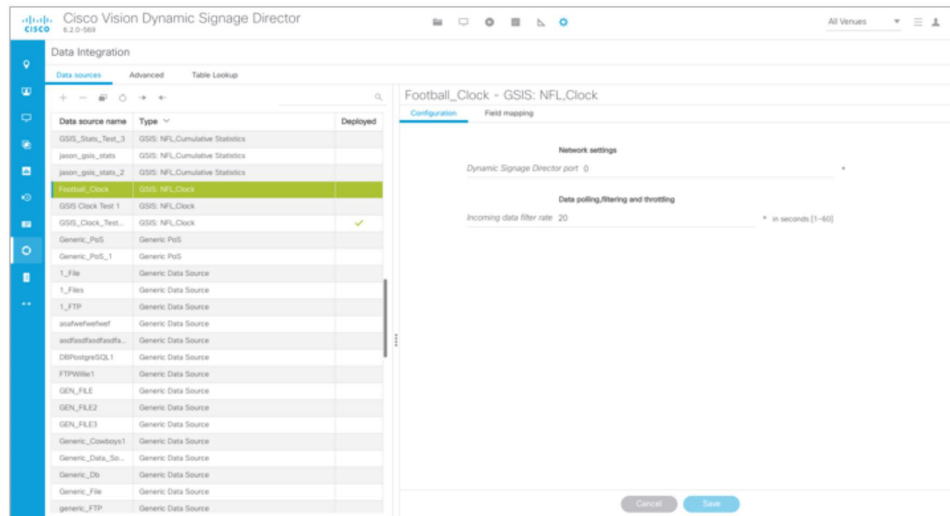 CISCO
Cisco Vision Dynamic Signage Director
6.2.0-569
All Venues
Data Integration
Data sources Advanced Table Lookup
Data source name Type Deployed
GSIS_Stats_Test_3 GSIS: NFL,Cumulative Statistics
jason_gsis_stats GSIS: NFL,Cumulative Statistics
jason_gsis_stats_2 GSIS: NFL,Cumulative Statistics
Football_Clock GSIS: NFL,Clock
GSIS Clock Test 1 GSIS: NFL,Clock
GSIS_Clock_Test... GSIS: NFL,Clock
Generic_PoS Generic PoS
Generic_PoS_1 Generic PoS
1_File Generic Data Source
1_Files Generic Data Source
1_FTP Generic Data Source
asafwefwefwef Generic Data Source
asdfasdfasdfasdfa... Generic Data Source
DBPostgreSQL1 Generic Data Source
FTPWillie1 Generic Data Source
GEN_FILE Generic Data Source
GEN_FILE2 Generic Data Source
GEN_FILE3 Generic Data Source
Generic_Cowboys1 Generic Data Source
Generic_Data_So... Generic Data Source
Generic_Db Generic Data Source
Generic_File Generic Data Source
generic_FTP Generic Data Source
Football_Clock - GSIS: NFL,Clock
Configuration Field mapping
Network settings
Dynamic Signage Director port 0 *
Data polling,filtering and throttling
Incoming data filter rate 20 * in seconds [1-60]
Cancel Save